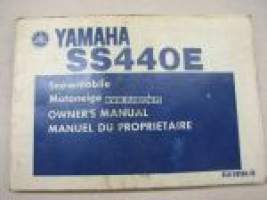 YAMAHA
SS440E
Snowmobile
Motoneige
OWNER'S MANUAL
MANUEL DU PROPRIETAIRE